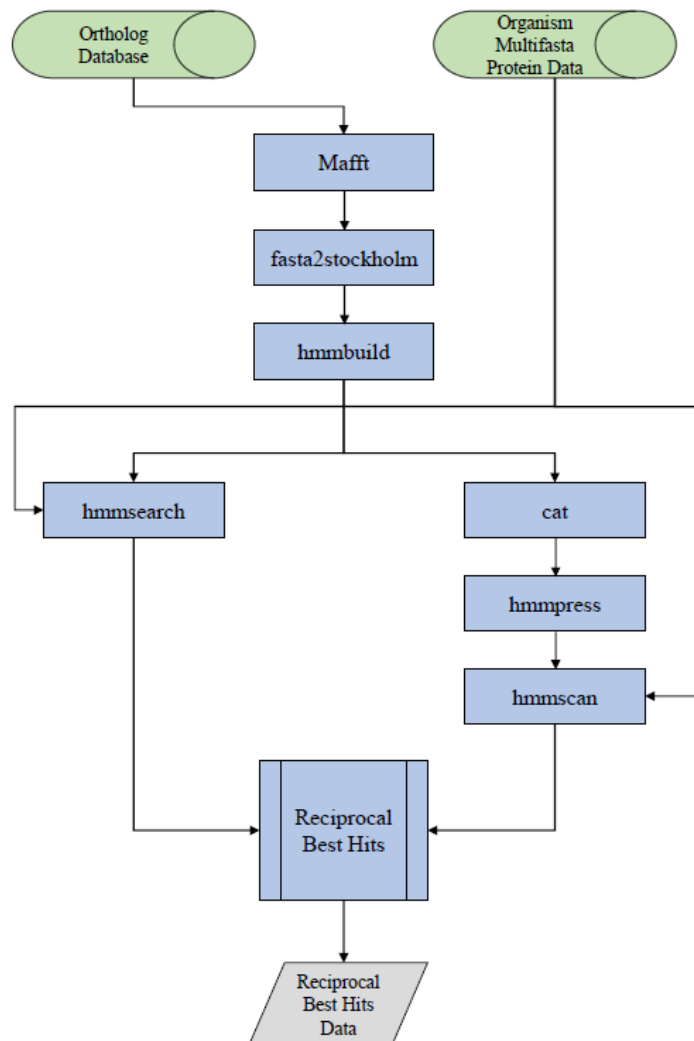 Ortholog
Database
Organism
Multifasta
Protein Data
Mafft
fasta2stockholm
hmmbuild
hmmsearch
cat
hmmpress
hmmscan
Reciprocal
Best Hits
Reciprocal
Best Hits
Data